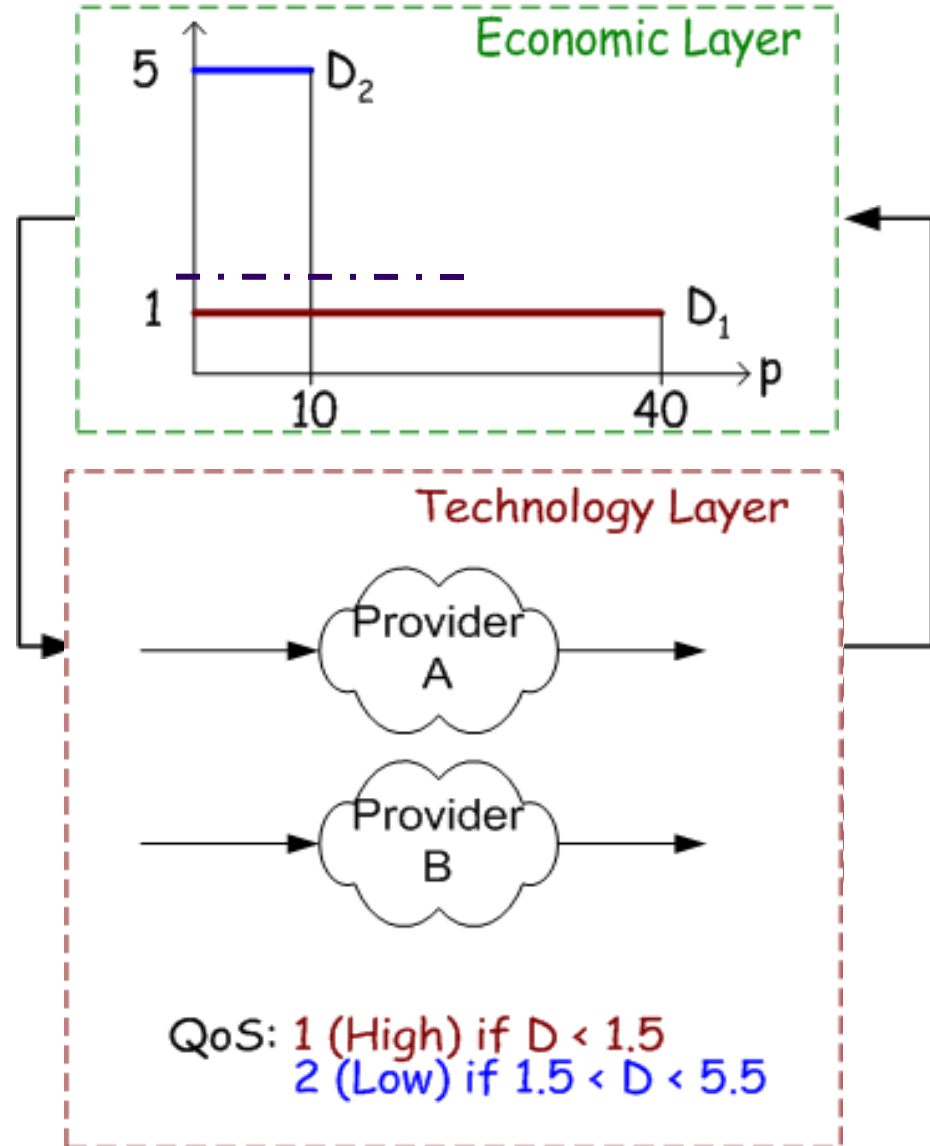 Economic Layer
5
D₂
1
D₁
p
10
40
Technology Layer
Provider
A
Provider
B
QoS: 1 (High) if D < 1.5
2 (Low) if 1.5 < D < 5.5